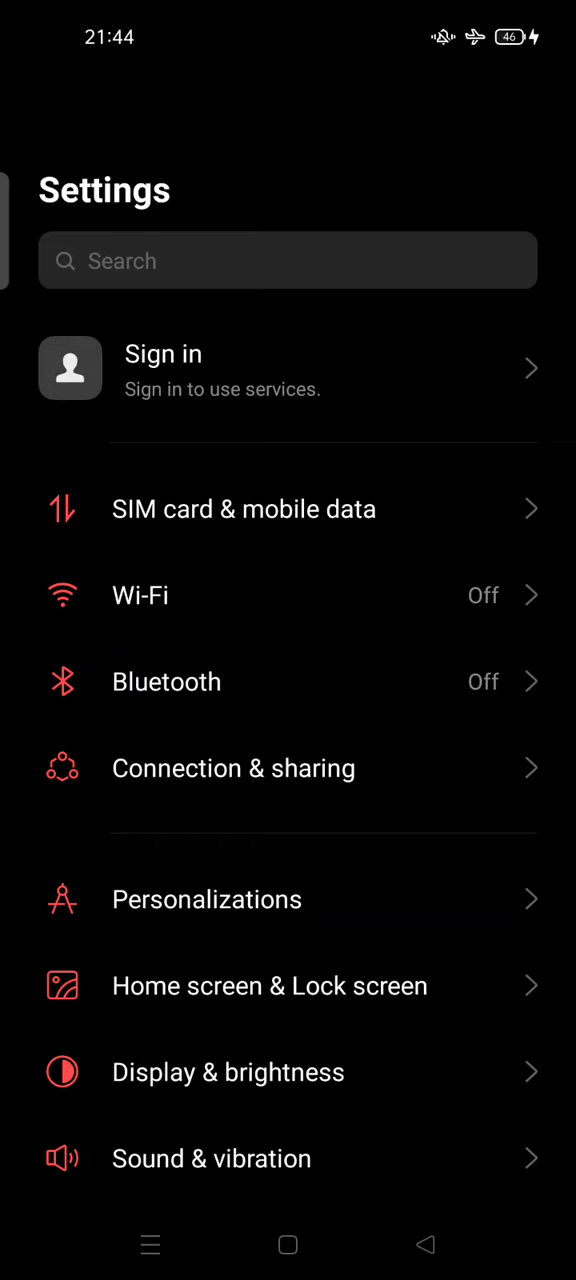 21:44
46
Settings
Search
Sign in
Sign in to use services.
SIM card & mobile data
Wi-Fi Off
Bluetooth Off
Connection & sharing
Personalizations
Home screen & Lock screen
Display & brightness
Sound & vibration